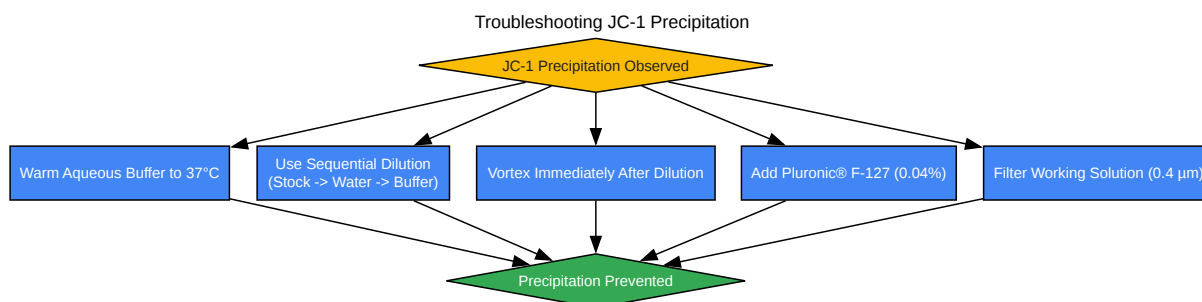 Troubleshooting JC-1 Precipitation
JC-1 Precipitation Observed
Warm Aqueous Buffer to 37°C
Use Sequential Dilution
(Stock -> Water -> Buffer)
Vortex Immediately After Dilution
Add Pluronic® F-127 (0.04%)
Filter Working Solution (0.4 µm)
Precipitation Prevented